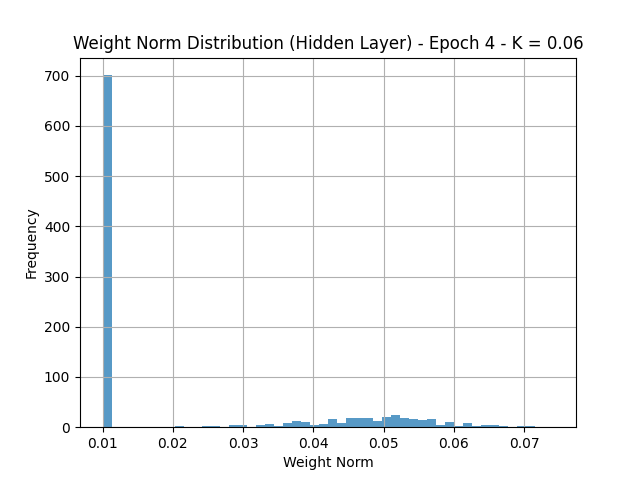 Weight Norm Distribution (Hidden Layer) - Epoch 4 - K = 0.06
Frequency
700
600
500
400
300
200
100
0
0.01 0.02 0.03 0.04 0.05 0.06 0.07
Weight Norm